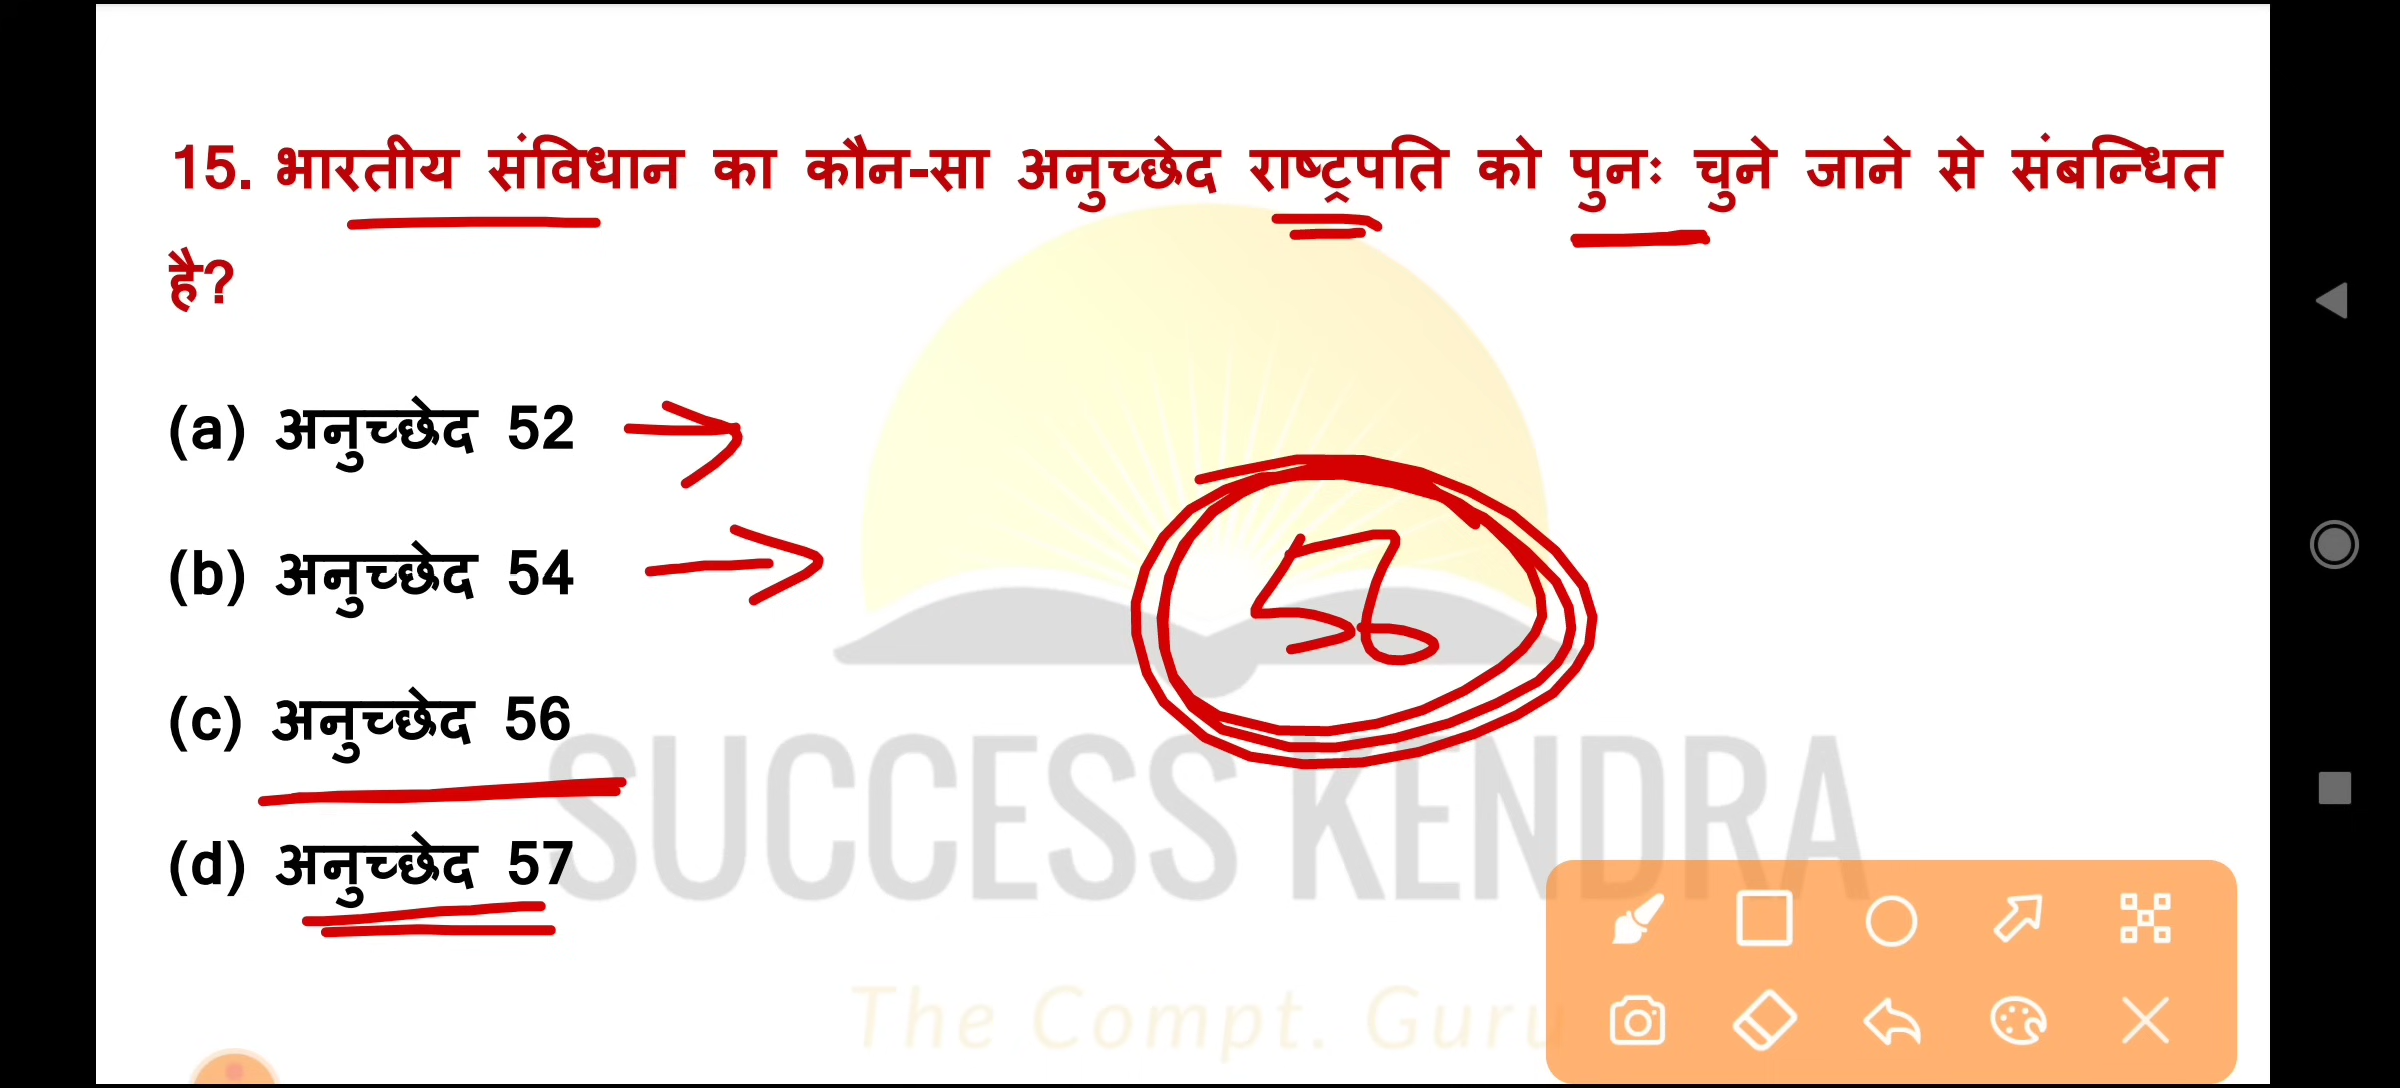 15. भारतीय संविधान का कौन-सा अनुच्छेद राष्ट्रपति को पुनः चुने जाने से संबन्धित
है?
(a) अनुच्छेद 52
(b) अनुच्छेद 54
56
(c) अनुच्छेद 56
SUCCESS KENDRA
(d) अनुच्छेद 57
The Compt. Guru